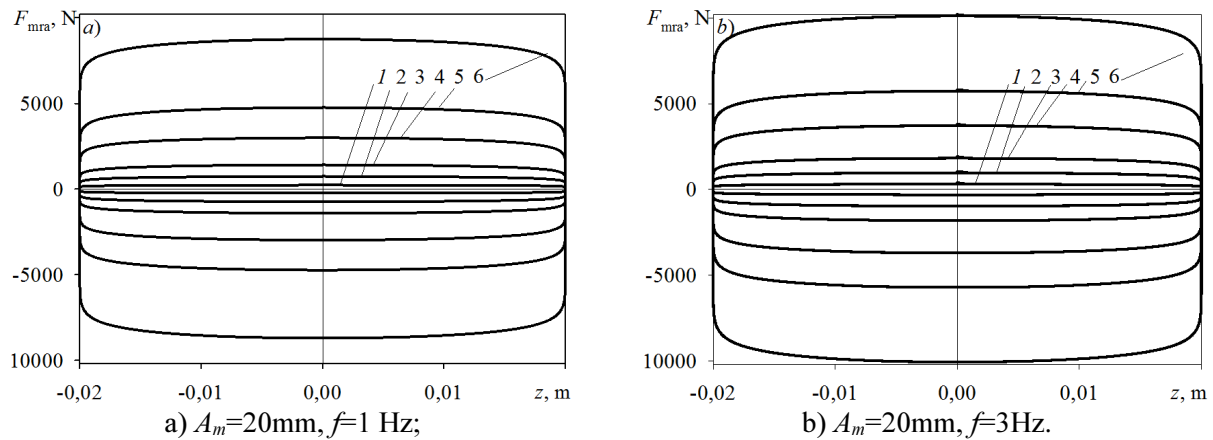 F_mra, N a)
1 2 3 4 5 6
5000
0
-5000
10000
-0,02 -0,01 0,00 0,01 z, m
a) A_m=20mm, f=1 Hz;
F_mra, N b)
1 2 3 4 5 6
5000
0
-5000
10000
-0,02 -0,01 0,00 0,01 z, m
b) A_m=20mm, f=3Hz.